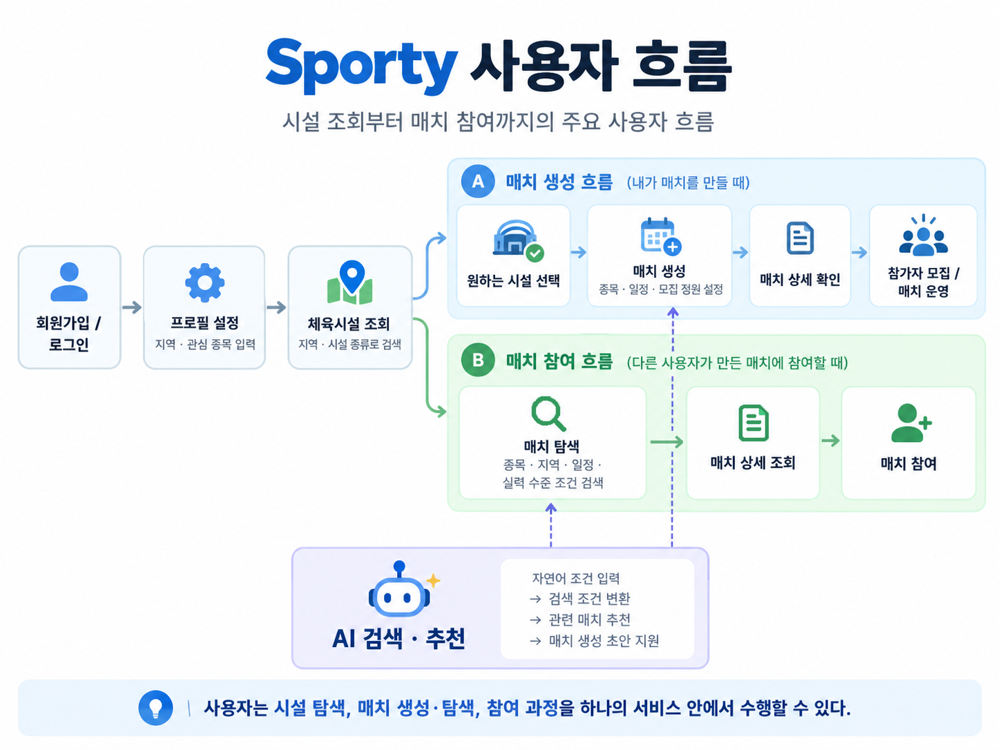 Sporty 사용자 흐름
시설 조회부터 매치 참여까지의 주요 사용자 흐름
회원가입 /
로그인
프로필 설정
지역 · 관심 종목 입력
체육시설 조회
지역 · 시설 종류로 검색
A 매치 생성 흐름 (내가 매치를 만들 때)
원하는 시설 선택
매치 생성
종목 · 일정 · 모집 정원 설정
매치 상세 확인
참가자 모집 /
매치 운영
B 매치 참여 흐름 (다른 사용자가 만든 매치에 참여할 때)
매치 탐색
종목 · 지역 · 일정 ·
실력 수준 조건 검색
매치 상세 조회
매치 참여
AI 검색 · 추천
자연어 조건 입력
→ 검색 조건 변환
→ 관련 매치 추천
→ 매치 생성 초안 지원
사용자는 시설 탐색, 매치 생성·탐색, 참여 과정을 하나의 서비스 안에서 수행할 수 있다.